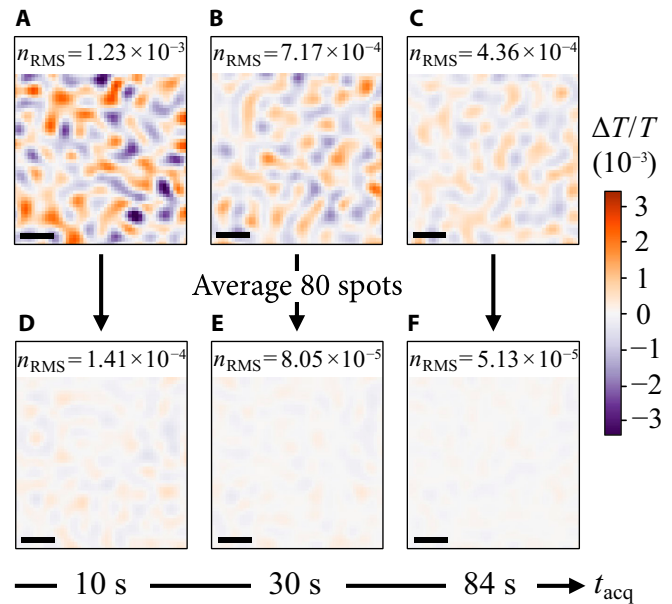 A
B
C
n_RMS = 1.23 × 10⁻³
n_RMS = 7.17 × 10⁻⁴
n_RMS = 4.36 × 10⁻⁴
ΔT/T
(10⁻³)
3
2
1
0
−1
−2
−3
Average 80 spots
D
E
F
n_RMS = 1.41 × 10⁻⁴
n_RMS = 8.05 × 10⁻⁵
n_RMS = 5.13 × 10⁻⁵
10 s
30 s
84 s
t_acq